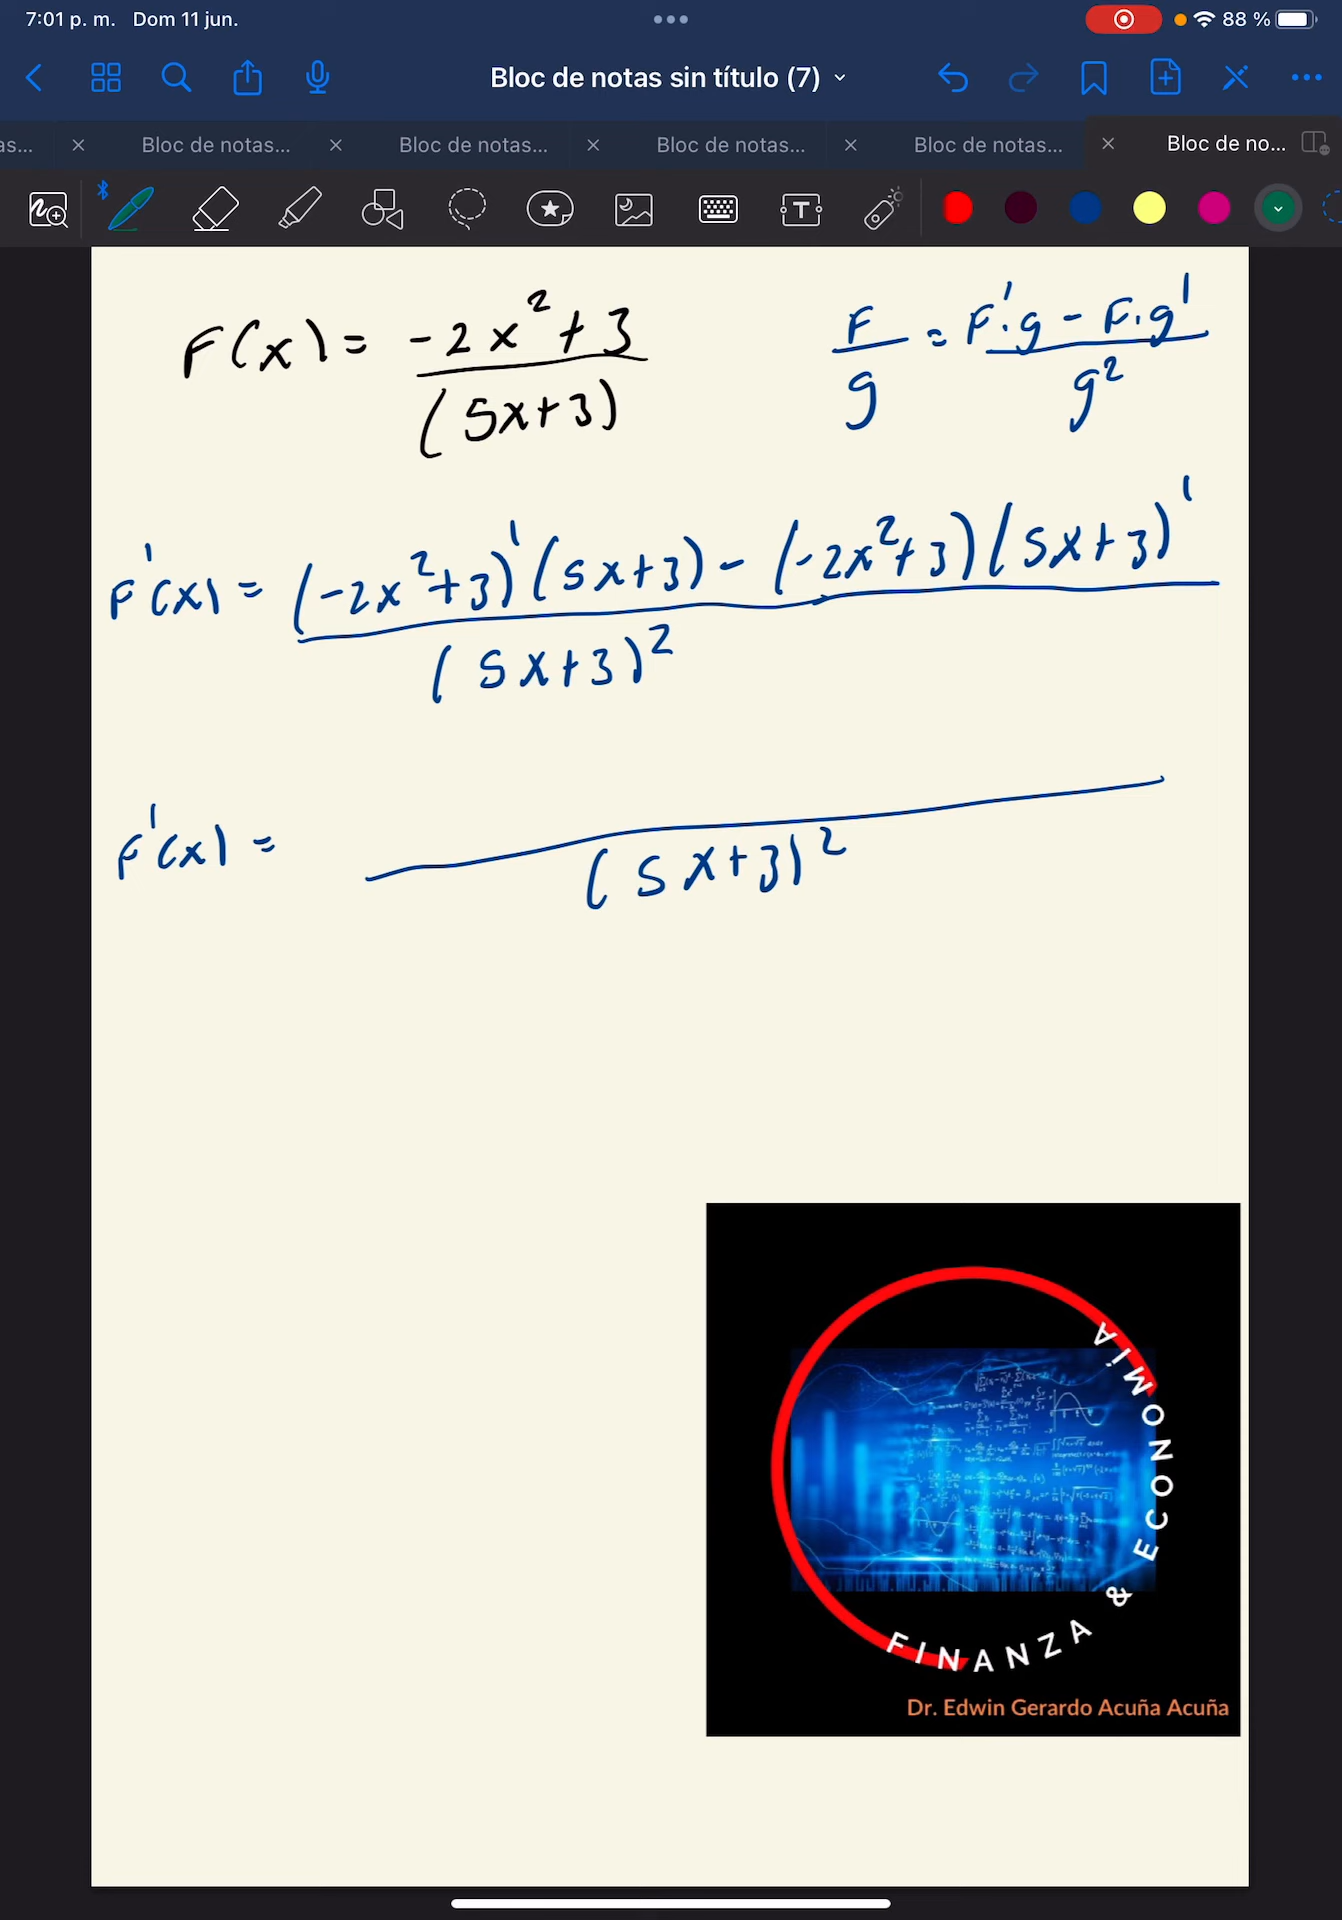 7:01 p. m. Dom 11 jun.
88 %
Bloc de notas sin título (7)
as... Bloc de notas... Bloc de notas... Bloc de notas... Bloc de notas... Bloc de no...
T
F(x) = -2x²+3 / (5x+3)
F/g = F'·g - F·g' / g²
F'(x) = (-2x²+3)'(5x+3) - (-2x²+3)(5x+3)' / (5x+3)²
F'(x) = / (5x+3)²
FINANZA & ECONOMÍA
Dr. Edwin Gerardo Acuña Acuña